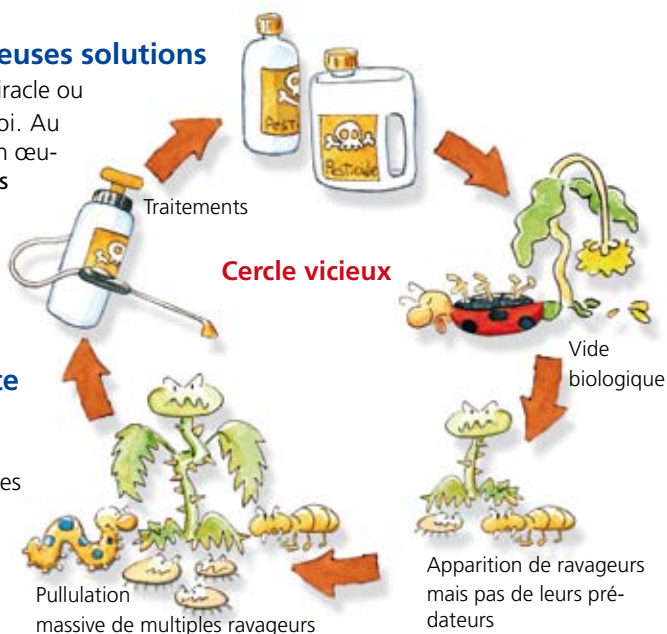 euses solutions
iracle ou
oi. Au
n œu-
s
Pesti
Pesticide
Traitements
Cercle vicieux
Vide
biologique
te
es
Apparition de ravageurs
mais pas de leurs pré-
dateurs
Pullulation
massive de multiples ravageurs